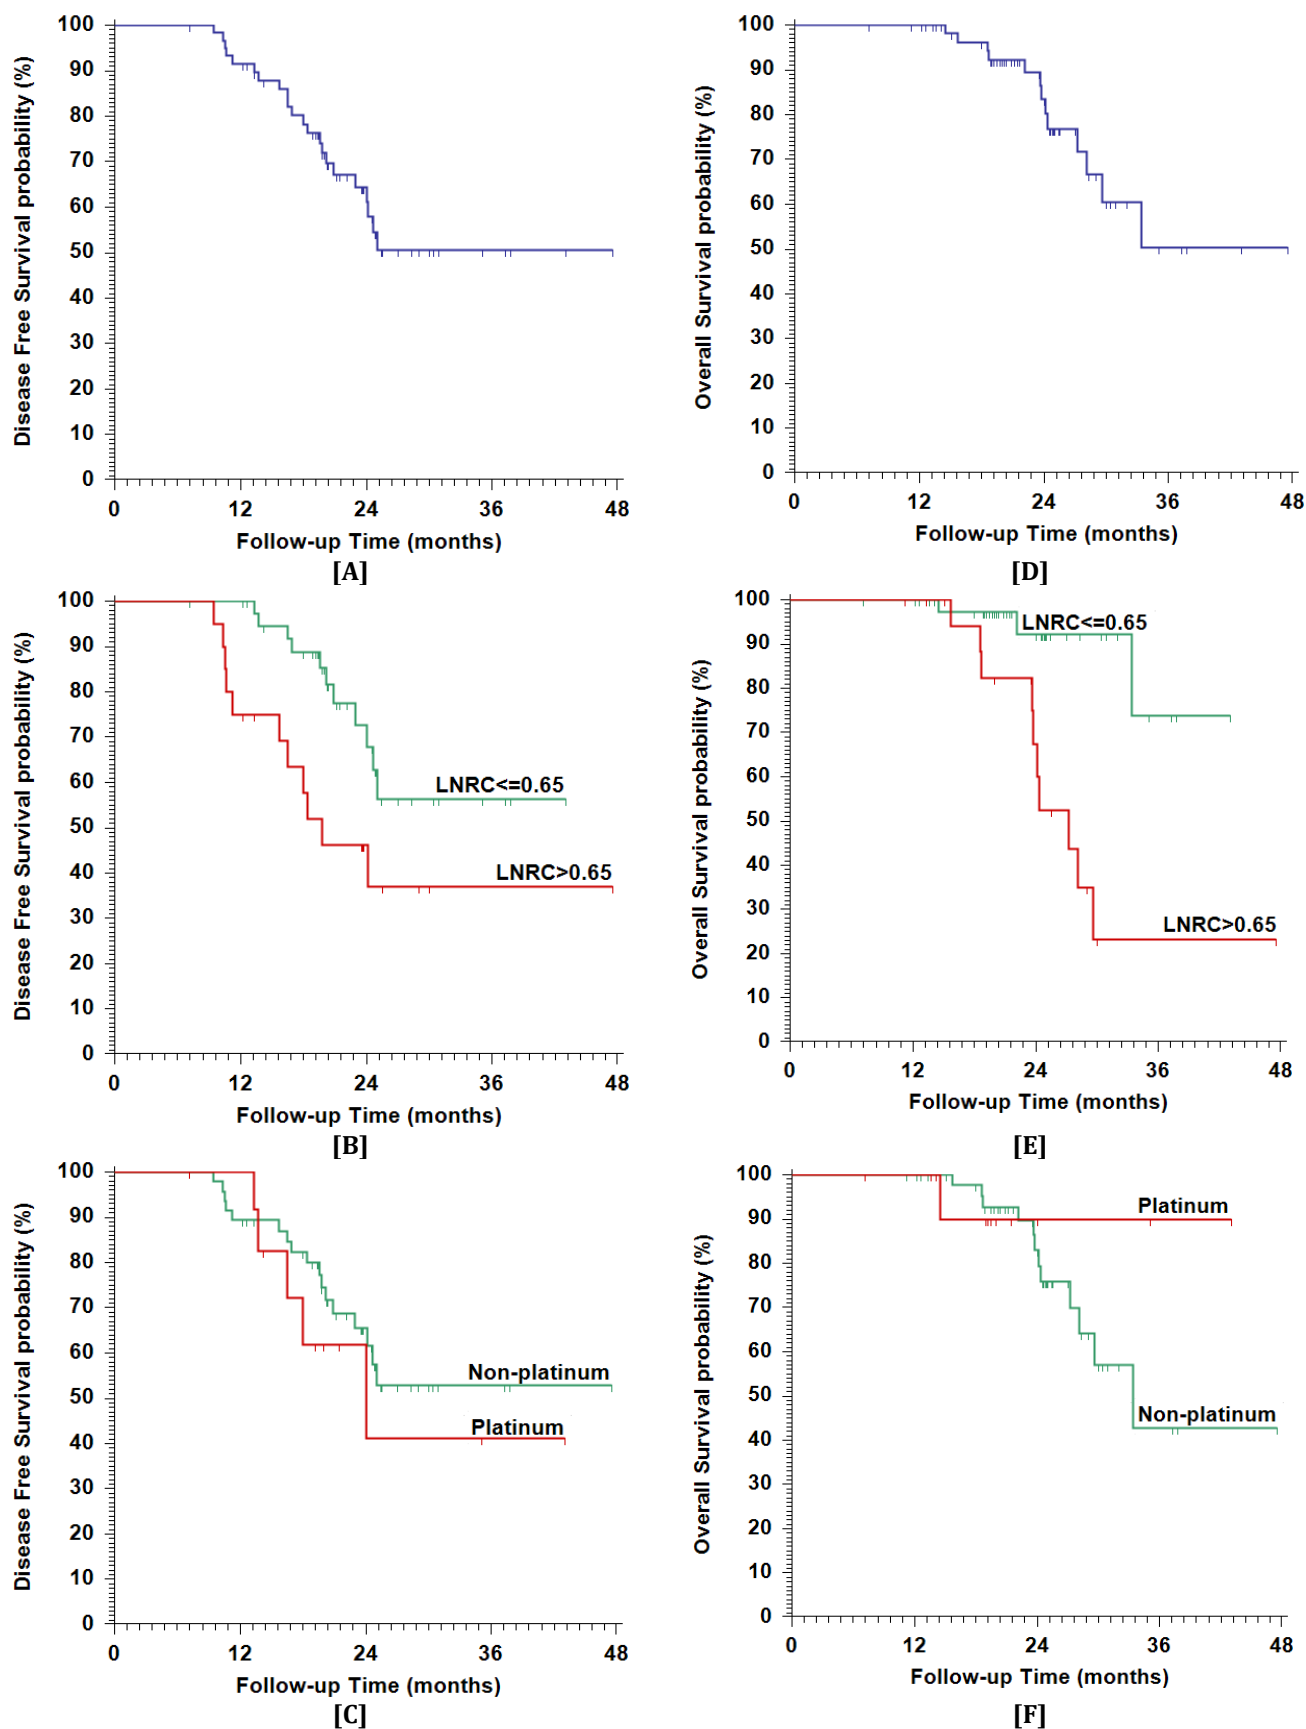 Disease Free Survival probability (%)
100
90
80
70
60
50
40
30
20
10
0
0 12 24 36 48
Follow-up Time (months)
[A]
Overall Survival probability (%)
100
90
80
70
60
50
40
30
20
10
0
0 12 24 36 48
Follow-up Time (months)
[D]
Disease Free Survival probability (%)
100
90
80
70
60
50
40
30
20
10
0
LNRC<=0.65
LNRC>0.65
0 12 24 36 48
Follow-up Time (months)
[B]
Overall Survival probability (%)
100
90
80
70
60
50
40
30
20
10
0
LNRC<=0.65
LNRC>0.65
0 12 24 36 48
Follow-up Time (months)
[E]
Disease Free Survival probability (%)
100
90
80
70
60
50
40
30
20
10
0
Non-platinum
Platinum
0 12 24 36 48
Follow-up Time (months)
[C]
Overall Survival probability (%)
100
90
80
70
60
50
40
30
20
10
0
Platinum
Non-platinum
0 12 24 36 48
Follow-up Time (months)
[F]